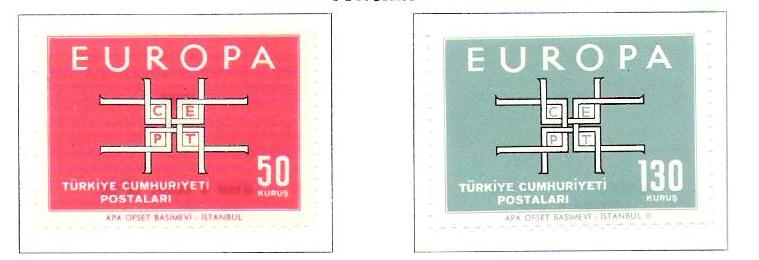 EUROPA
C E
P T
50
KURUŞ
TÜRKİYE CUMHURİYETİ
POSTALARI
APA OFSET BASIMEVİ - İSTANBUL
EUROPA
C E
P T
130
KURUŞ
TÜRKİYE CUMHURİYETİ
POSTALARI
APA OFSET BASIMEVİ - İSTANBUL